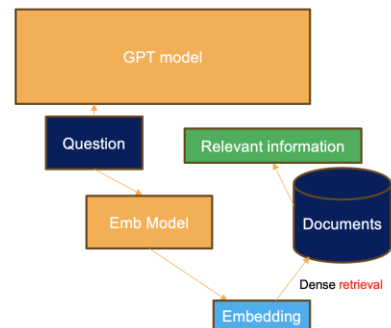 GPT model
Question
Relevant information
Emb Model
Documents
Dense retrieval
Embedding